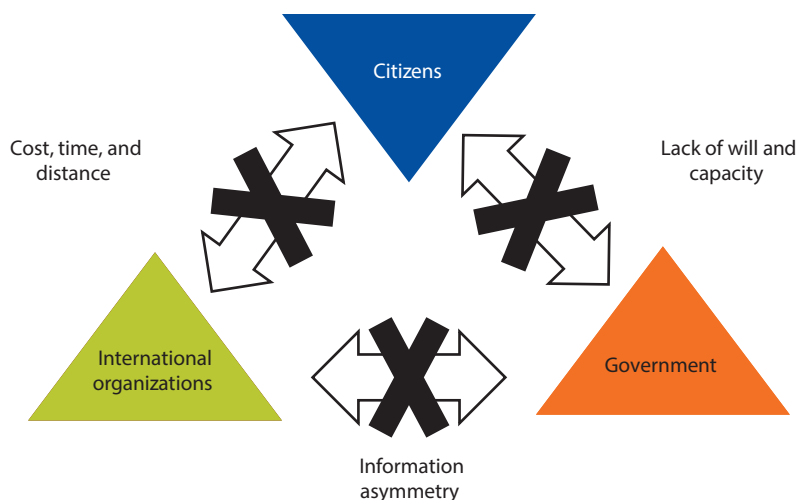 Citizens
Cost, time, and
distance
Lack of will and
capacity
International
organizations
Government
Information
asymmetry